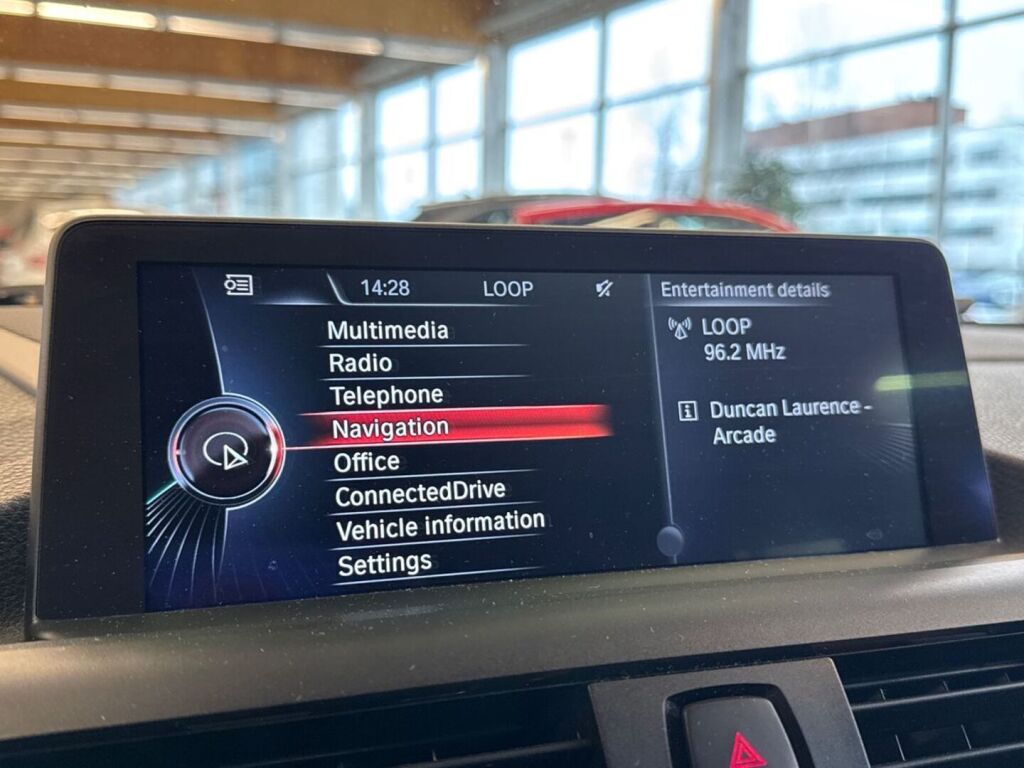 14:28 LOOP
Multimedia
Radio
Telephone
Navigation
Office
ConnectedDrive
Vehicle information
Settings
Entertainment details
LOOP
96.2 MHz
Duncan Laurence -
Arcade